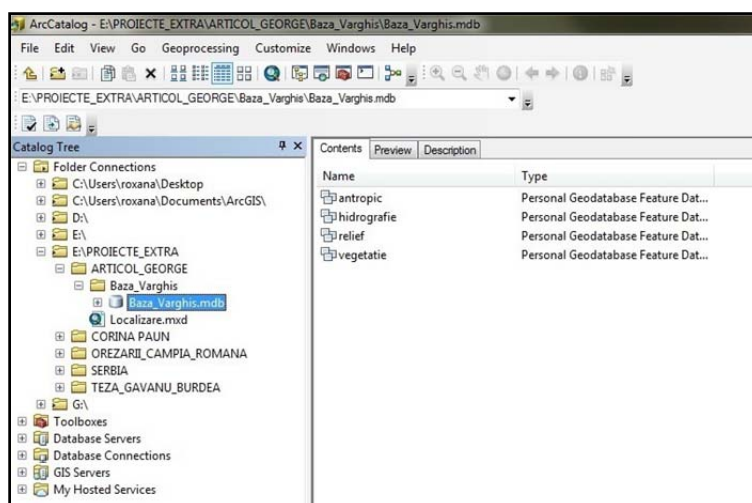 ArcCatalog - E:\PROIECTE_EXTRA\ARTICOL_GEORGE\Baza_Varghis\Baza_Varghis.mdb
File Edit View Go Geoprocessing Customize Windows Help
E:\PROIECTE_EXTRA\ARTICOL_GEORGE\Baza_Varghis\Baza_Varghis.mdb
Catalog Tree
Folder Connections
C:\Users\roxana\Desktop
C:\Users\roxana\Documents\ArcGIS\
D:\
E:\
E:\PROIECTE_EXTRA
ARTICOL_GEORGE
Baza_Varghis
Baza_Varghis.mdb
Localizare.mxd
CORINA PAUN
OREZARII_CAMPIA_ROMANA
SERBIA
TEZA_GAVANU_BURDEA
G:\
Toolboxes
Database Servers
Database Connections
GIS Servers
My Hosted Services
Contents Preview Description
Name Type
antropic Personal Geodatabase Feature Dat...
hidrografie Personal Geodatabase Feature Dat...
relief Personal Geodatabase Feature Dat...
vegetatie Personal Geodatabase Feature Dat...